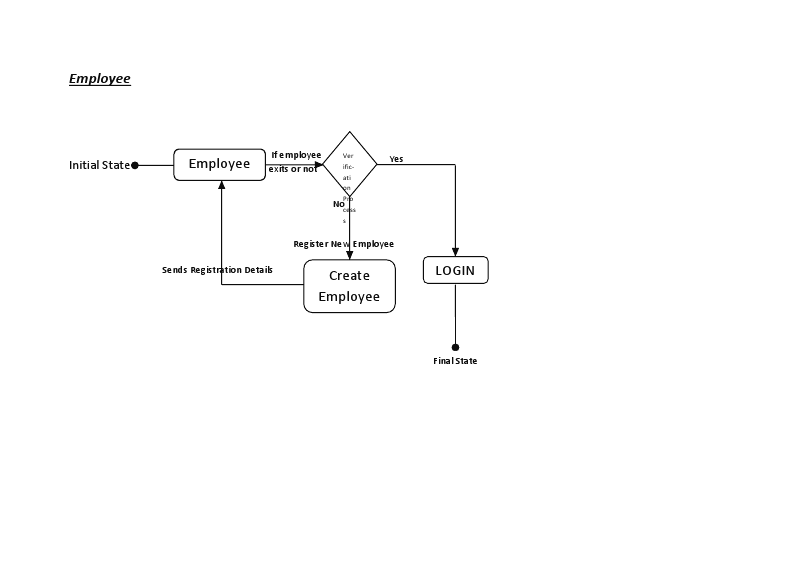 Employee
Initial State
Employee
If employee
exits or not
Ver
ific-
ati
on
Pro
cess
s
Yes
No
Register New Employee
Sends Registration Details
Create
Employee
LOGIN
Final State